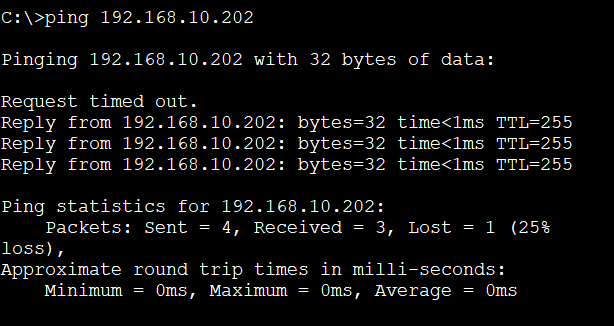 C:\>ping 192.168.10.202
Pinging 192.168.10.202 with 32 bytes of data:
Request timed out.
Reply from 192.168.10.202: bytes=32 time<1ms TTL=255
Reply from 192.168.10.202: bytes=32 time<1ms TTL=255
Reply from 192.168.10.202: bytes=32 time<1ms TTL=255
Ping statistics for 192.168.10.202:
    Packets: Sent = 4, Received = 3, Lost = 1 (25%
loss),
Approximate round trip times in milli-seconds:
    Minimum = 0ms, Maximum = 0ms, Average = 0ms